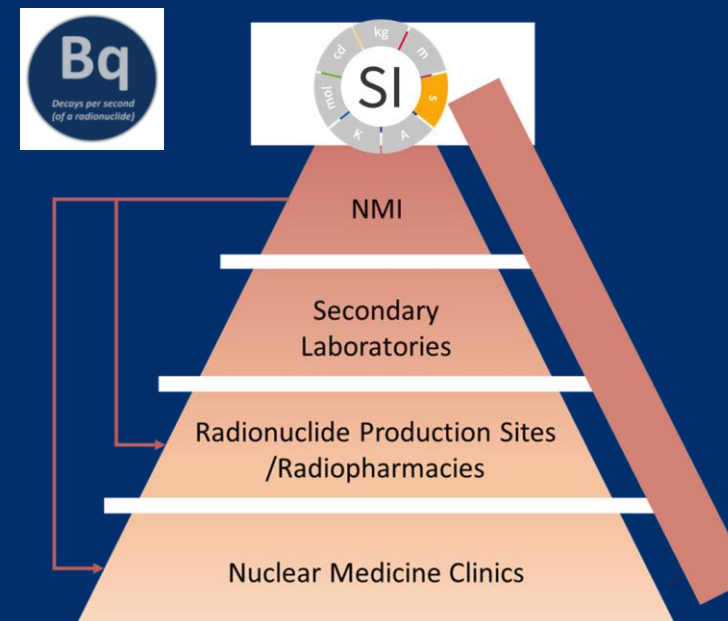 Bq
Decays per second
(of a radionuclide)
kg
m
s
A
K
mol
cd
SI
NMI
Secondary
Laboratories
Radionuclide Production Sites
/Radiopharmacies
Nuclear Medicine Clinics